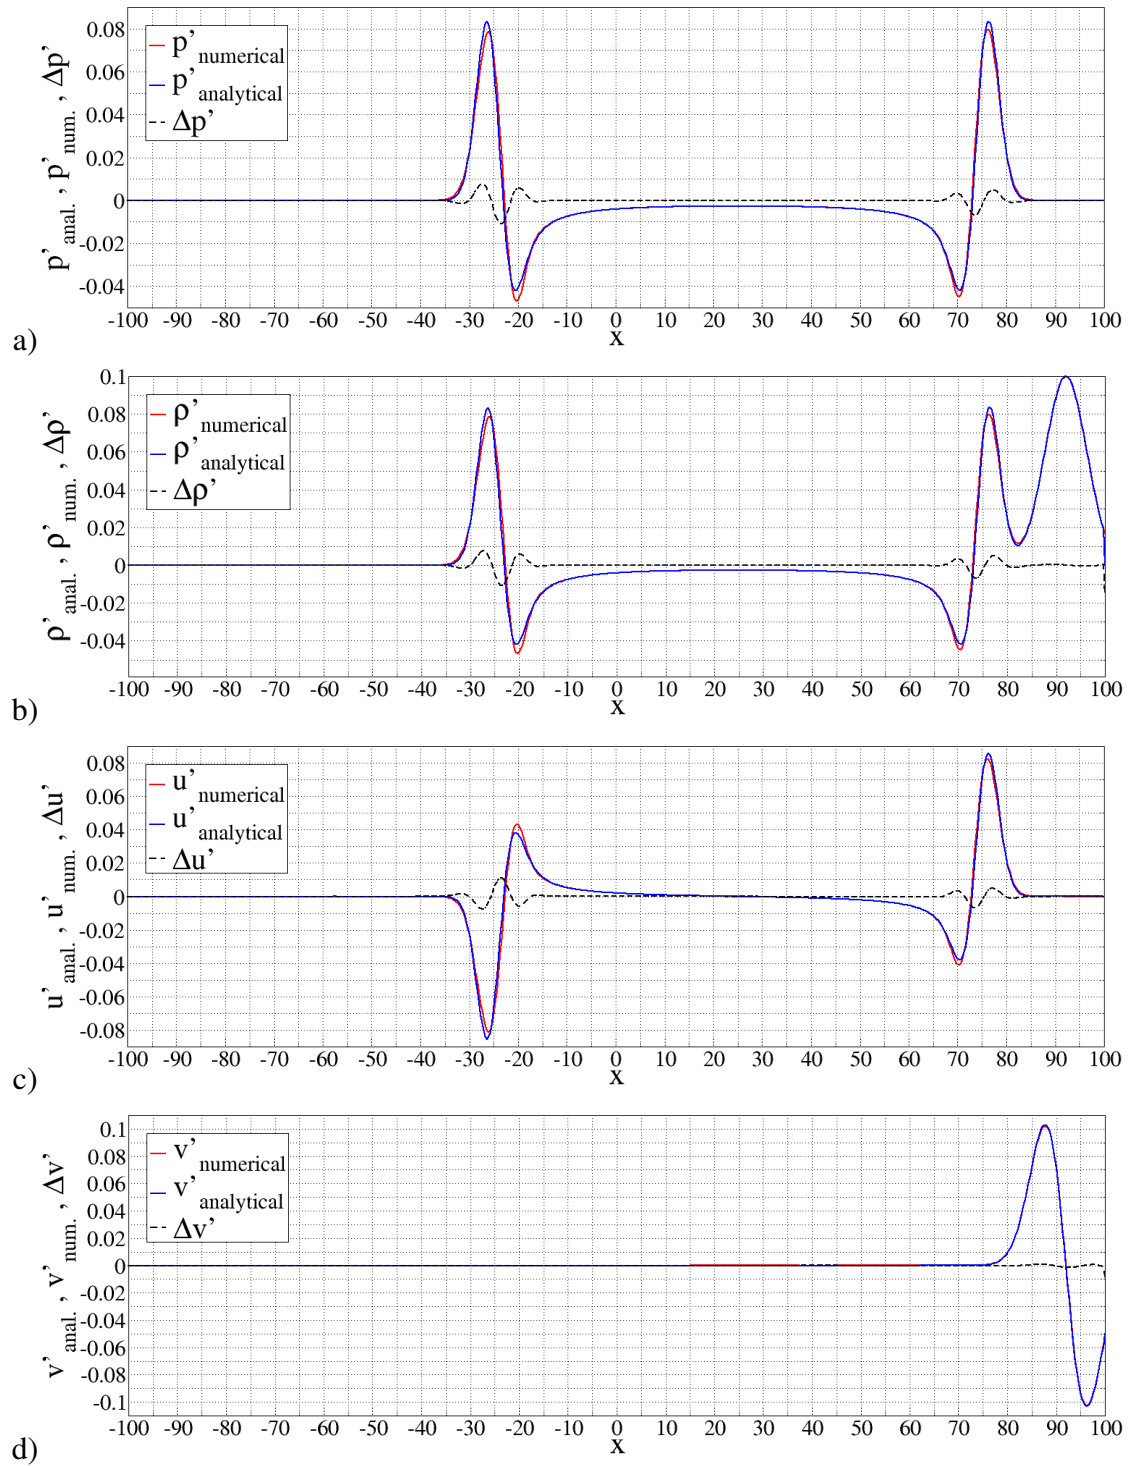 p'anal. , p'num. , Δp'
0.08
0.06
0.04
0.02
0
-0.02
-0.04
p'numerical
p'analytical
Δp'
-100 -90 -80 -70 -60 -50 -40 -30 -20 -10 0 10 20 30 40 50 60 70 80 90 100
x
a)
ρ'anal. , ρ'num. , Δρ'
0.1
0.08
0.06
0.04
0.02
0
-0.02
-0.04
ρ'numerical
ρ'analytical
Δρ'
-100 -90 -80 -70 -60 -50 -40 -30 -20 -10 0 10 20 30 40 50 60 70 80 90 100
x
b)
u'anal. , u'num. , Δu'
0.08
0.06
0.04
0.02
0
-0.02
-0.04
-0.06
-0.08
u'numerical
u'analytical
Δu'
-100 -90 -80 -70 -60 -50 -40 -30 -20 -10 0 10 20 30 40 50 60 70 80 90 100
x
c)
v'anal. , v'num. , Δv'
0.1
0.08
0.06
0.04
0.02
0
-0.02
-0.04
-0.06
-0.08
-0.1
v'numerical
v'analytical
Δv'
-100 -90 -80 -70 -60 -50 -40 -30 -20 -10 0 10 20 30 40 50 60 70 80 90 100
x
d)